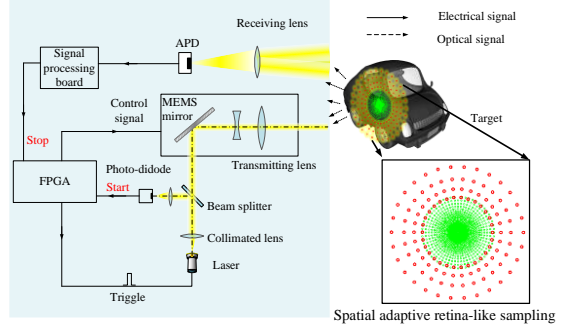 Receiving lens
Electrical signal
Optical signal
APD
Signal
processing
board
Control
signal
MEMS
mirror
Stop
Transmitting lens
Target
FPGA
Photo-didode
Start
Beam splitter
Collimated lens
Laser
Triggle
Spatial adaptive retina-like sampling